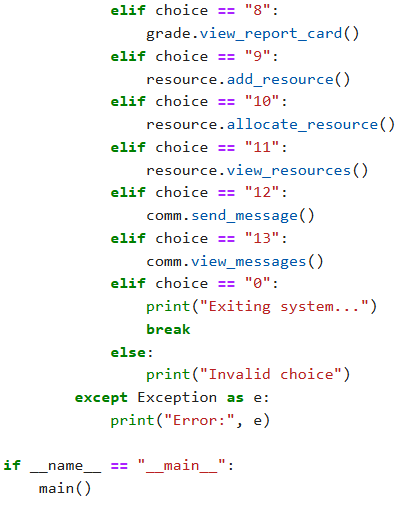 elif choice == "8":
                grade.view_report_card()
            elif choice == "9":
                resource.add_resource()
            elif choice == "10":
                resource.allocate_resource()
            elif choice == "11":
                resource.view_resources()
            elif choice == "12":
                comm.send_message()
            elif choice == "13":
                comm.view_messages()
            elif choice == "0":
                print("Exiting system...")
                break
            else:
                print("Invalid choice")
        except Exception as e:
            print("Error:", e)

if __name__ == "__main__":
    main()